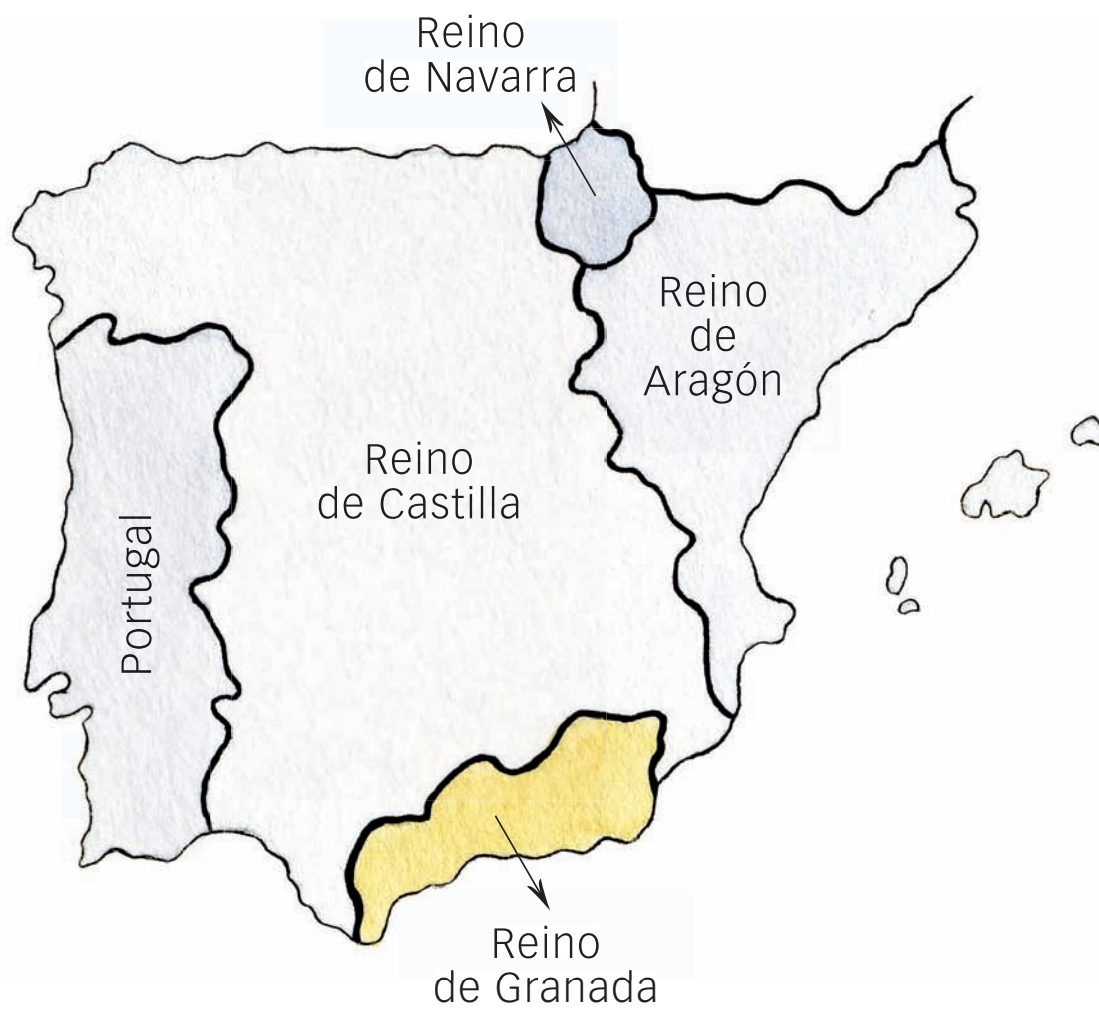 Reino
de Navarra
Reino
de
Aragón
Reino
de Castilla
Portugal
Reino
de Granada